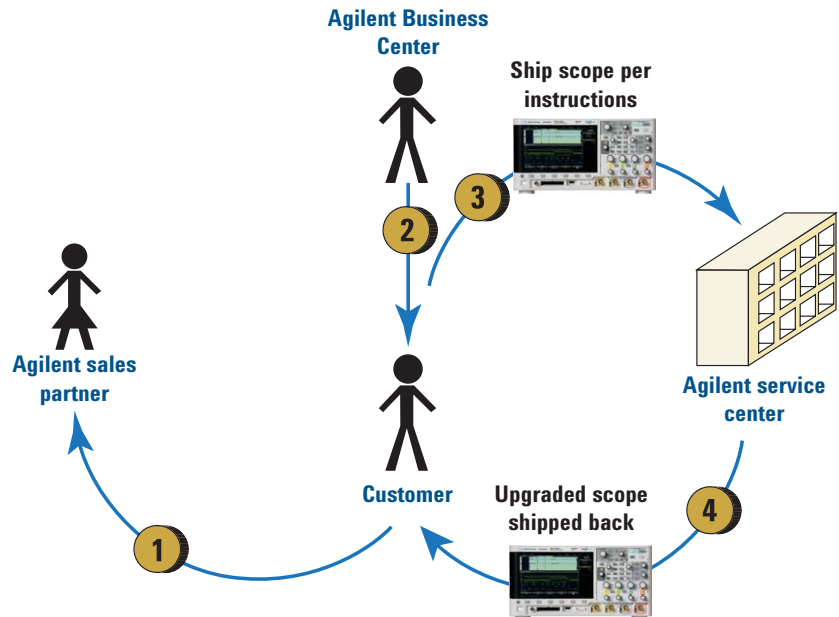 Agilent Business
Center
Ship scope per
instructions
3
2
Agilent sales
partner
Agilent service
center
Customer
Upgraded scope
shipped back
4
1